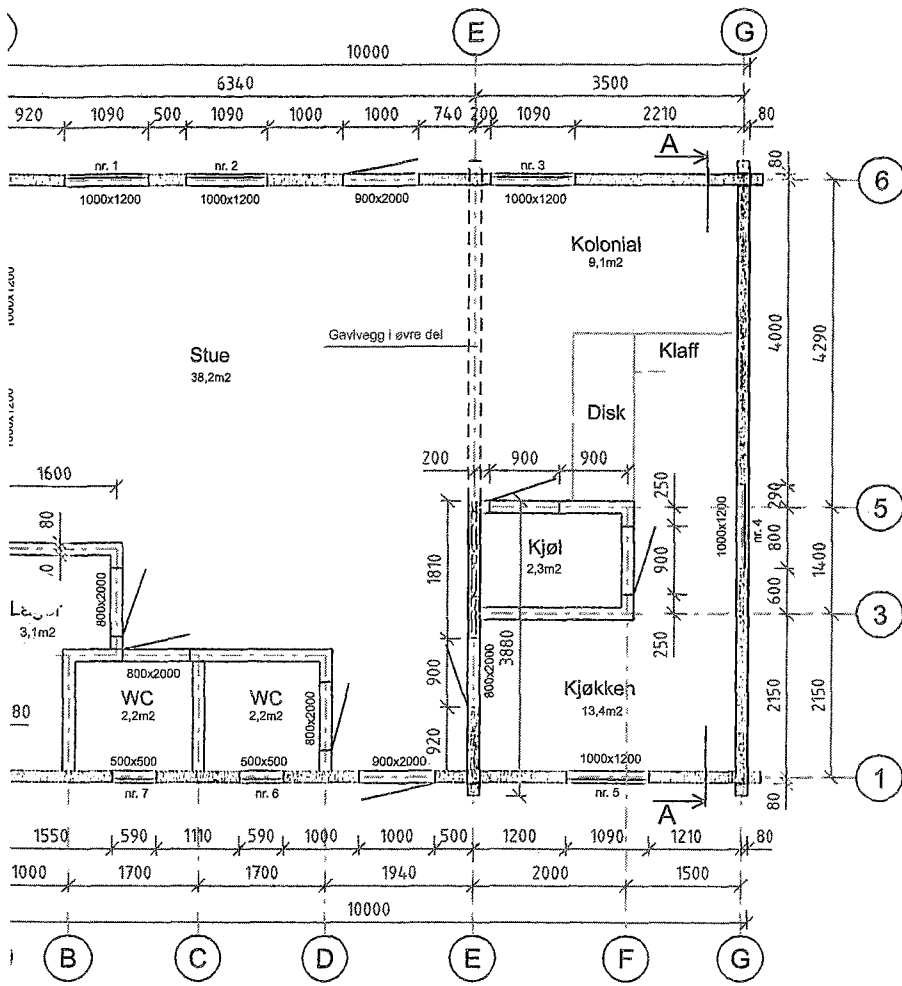 E
G
10000
6340
3500
920
1090
500
1090
1000
1000
740
200
1090
2210
80
A
80
nr. 1
nr. 2
nr. 3
6
1000x1200
1000x1200
900x2000
1000x1200
Kolonial
9,1m2
1000x1200
Gavlvegg i øvre del
Klaff
4000
4290
Stue
38,2m2
Disk
1000x1200
1600
200
900
900
250
290
5
80
Kjøl
2,3m2
1810
900
1000x1200
nr. 4
800
1400
Lager
3,1m2
800x2000
600
3
3880
250
800x2000
WC
2,2m2
WC
2,2m2
800x2000
900
800x2000
Kjøkken
13,4m2
2150
2150
80
920
500x500
500x500
900x2000
1000x1200
1
nr. 7
nr. 6
nr. 5
A
80
1550
590
1110
590
1000
1000
500
1200
1090
1210
80
1000
1700
1700
1940
2000
1500
10000
B
C
D
E
F
G